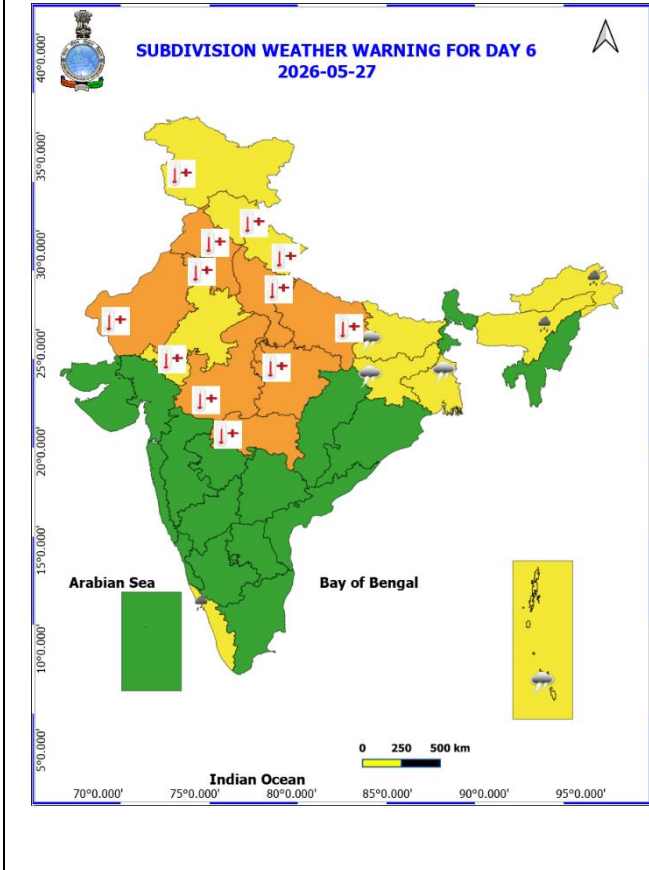 SUBDIVISION WEATHER WARNING FOR DAY 6
2026-05-27
40°0.000'
35°0.000'
30°0.000'
25°0.000'
20°0.000'
15°0.000'
10°0.000'
5°0.000'
Arabian Sea
Bay of Bengal
0 250 500 km
Indian Ocean
70°0.000' 75°0.000' 80°0.000' 85°0.000' 90°0.000' 95°0.000'